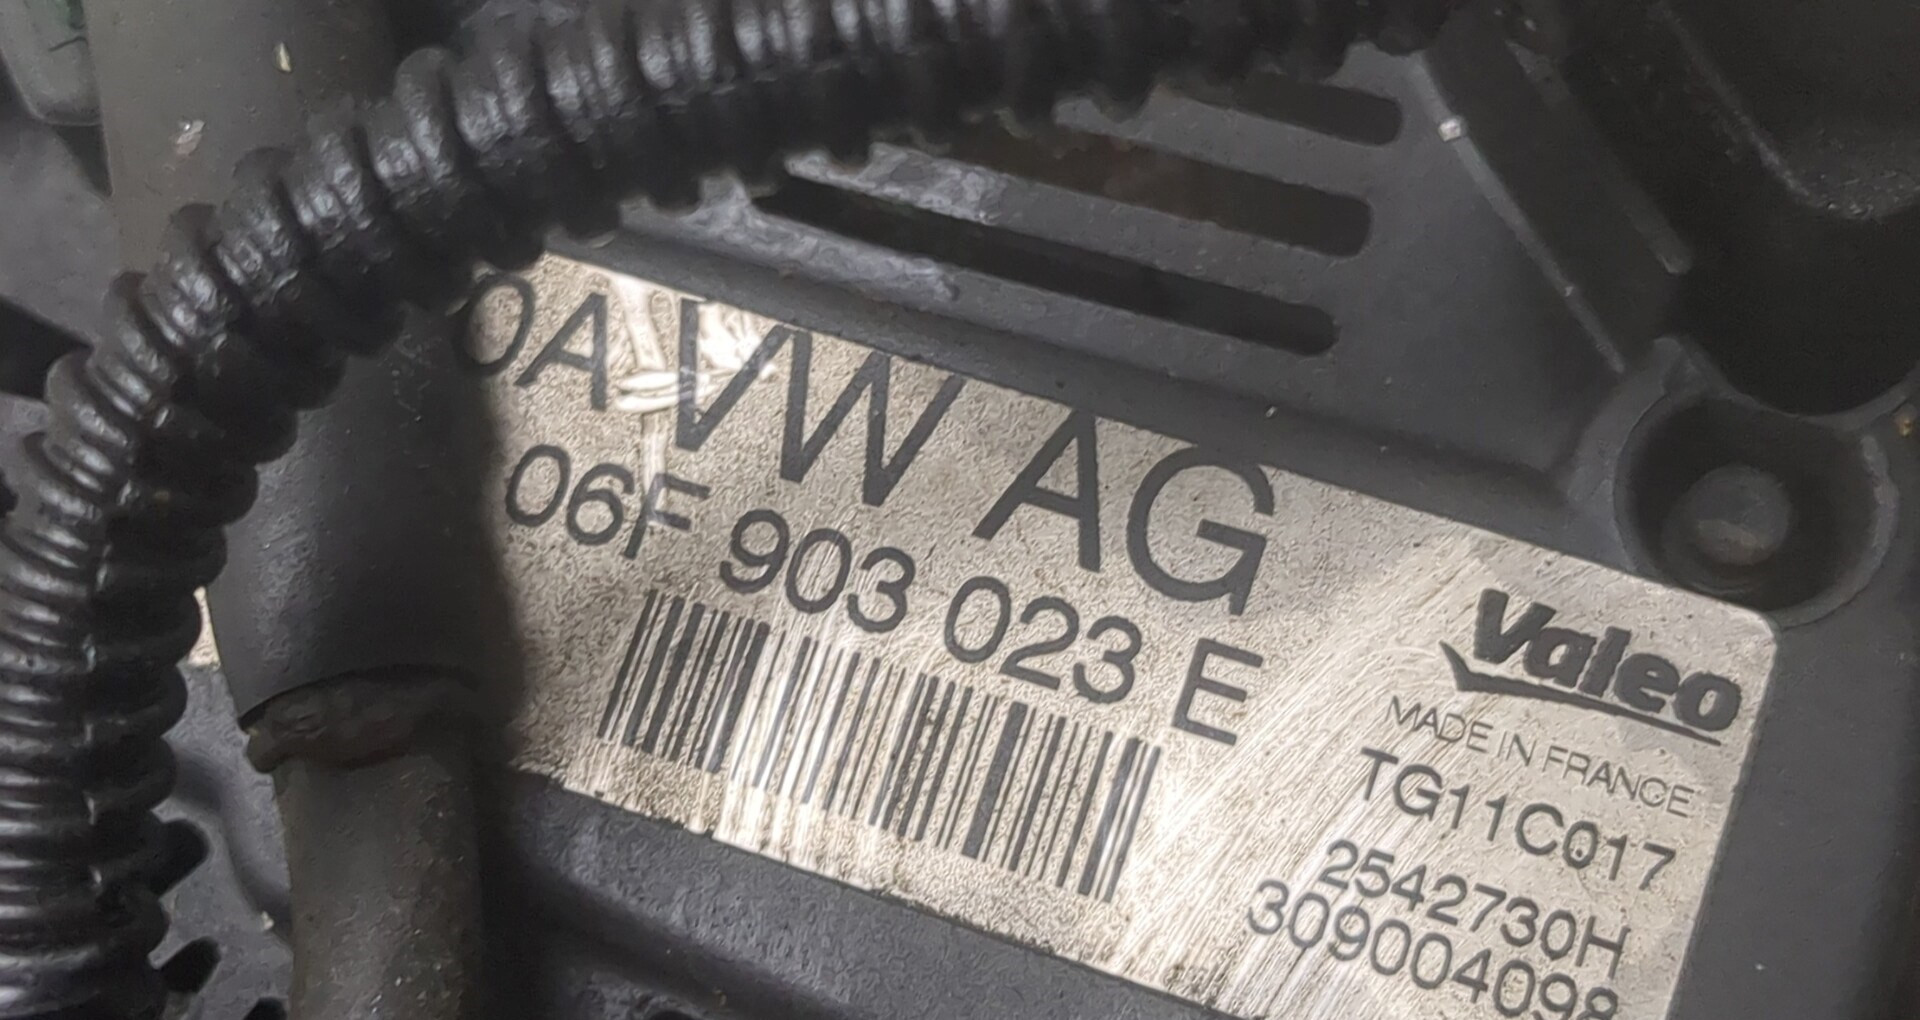 0A VW AG
06F 903 023 E
Valeo
MADE IN FRANCE
TG11C017
2542730H
309004098